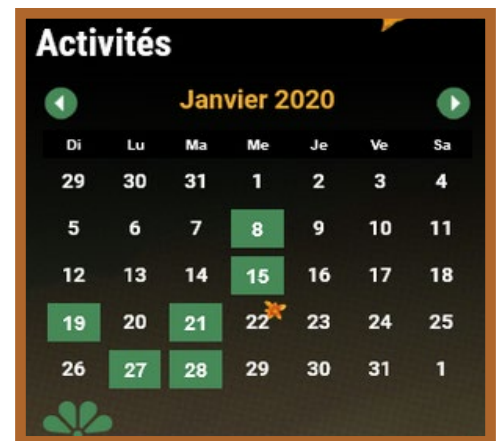 Activités
Janvier 2020
Di Lu Ma Me Je Ve Sa
29 30 31 1 2 3 4
5 6 7 8 9 10 11
12 13 14 15 16 17 18
19 20 21 22 23 24 25
26 27 28 29 30 31 1